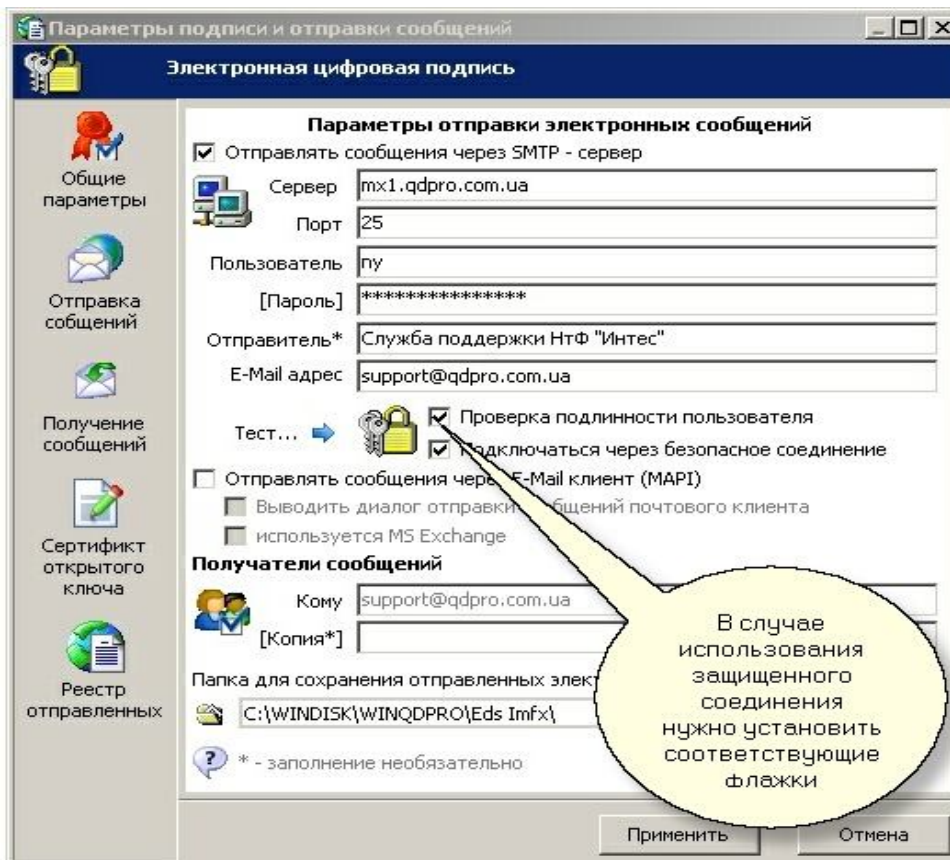 Параметры подписи и отправки сообщений
Электронная цифровая подпись
Общие
параметры
Отправка
собщений
Получение
сообщений
Сертификт
открытого
ключа
Реестр
отправленных
Параметры отправки электронных сообщений
Отправлять сообщения через SMTP - сервер
Сервер mx1.qdpro.com.ua
Порт 25
Пользователь ny
[Пароль] ***************
Отправитель* Служба поддержки НтФ "Интес"
E-Mail адрес support@qdpro.com.ua
Тест... Проверка подлинности пользователя
Подключаться через безопасное соединение
Отправлять сообщения через E-Mail клиент (MAPI)
Выводить диалог отправки сообщений почтового клиента
используется MS Exchange
Получатели сообщений
Кому support@qdpro.com.ua
[Копия*]
Папка для сохранения отправленных
C:\WINDISK\WINQDPRO\Eds Imfx\
? * - заполнение необязательно
В случае
использования
защищенного
соединения
нужно установить
соответствующие
флажки
Применить Отмена